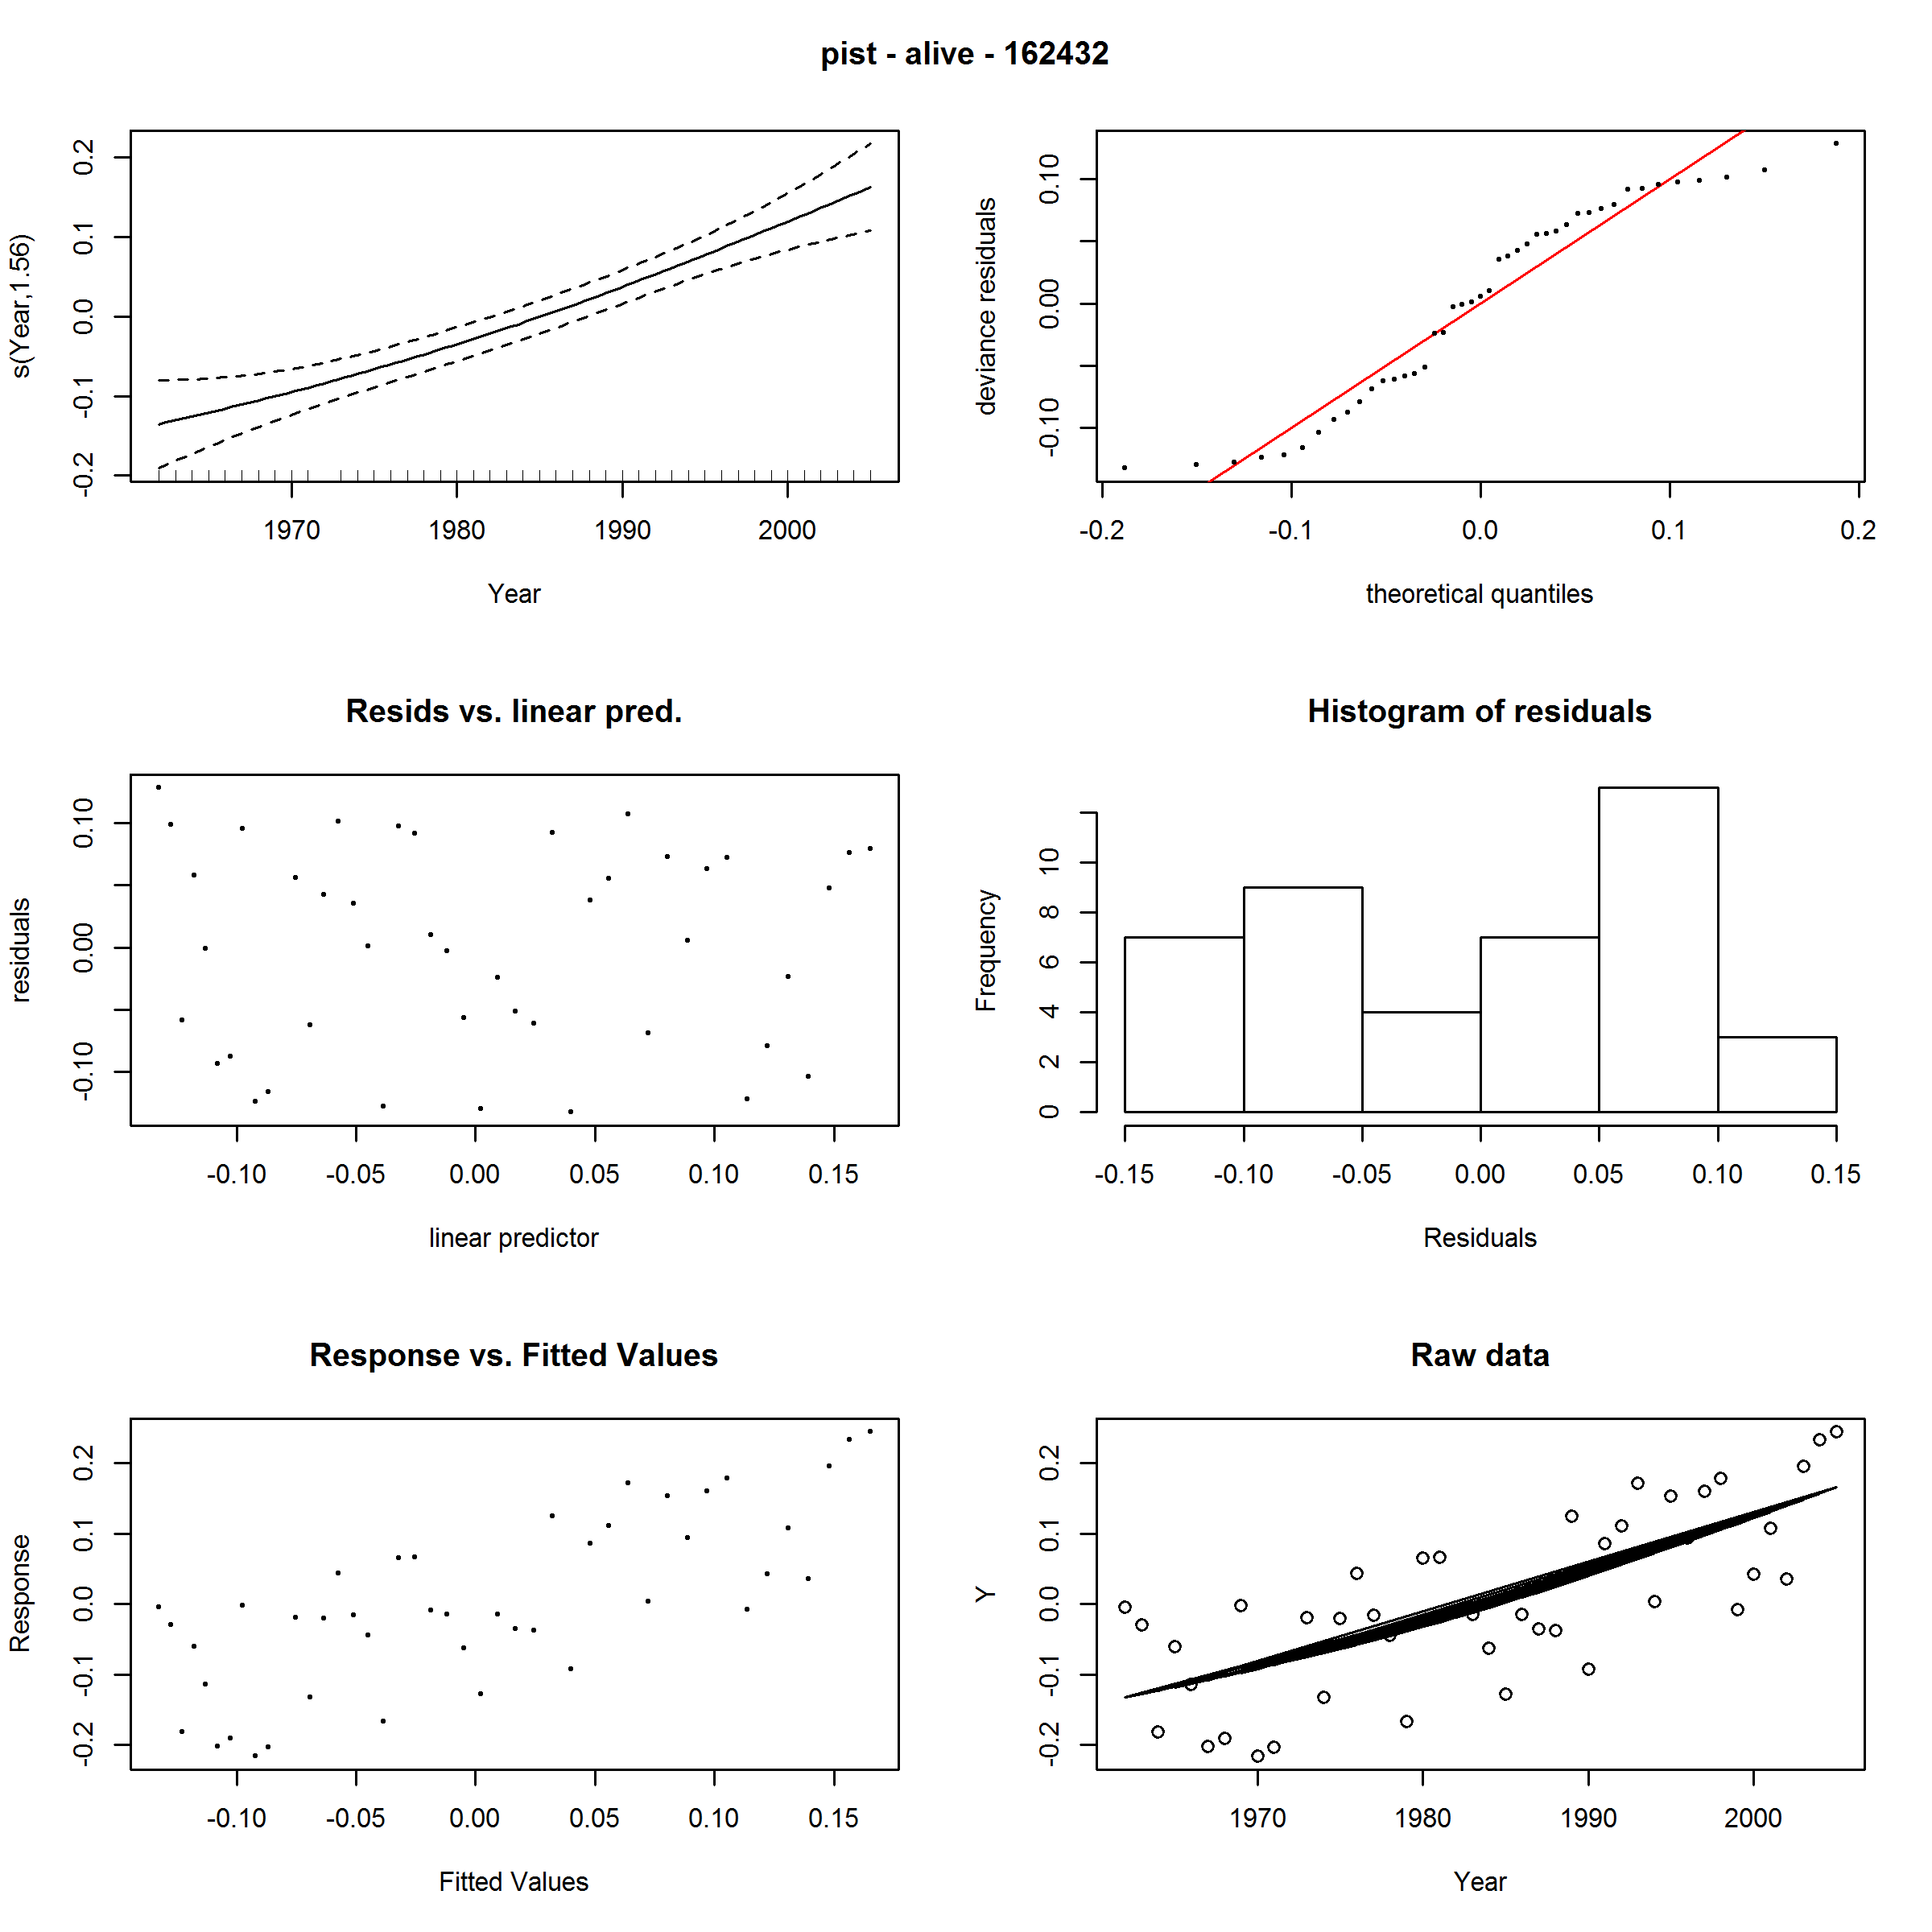 pist - alive - 162432
s(Year,1.56)
-0.2 -0.1 0.0 0.1 0.2
1970 1980 1990 2000
Year
deviance residuals
-0.10 0.00 0.10
-0.2 -0.1 0.0 0.1 0.2
theoretical quantiles
Resids vs. linear pred.
residuals
-0.10 0.00 0.10
-0.10 -0.05 0.00 0.05 0.10 0.15
linear predictor
Histogram of residuals
Frequency
0 2 4 6 8 10
-0.15 -0.10 -0.05 0.00 0.05 0.10 0.15
Residuals
Response vs. Fitted Values
Response
-0.2 -0.1 0.0 0.1 0.2
-0.10 -0.05 0.00 0.05 0.10 0.15
Fitted Values
Raw data
Y
-0.2 -0.1 0.0 0.1 0.2
1970 1980 1990 2000
Year